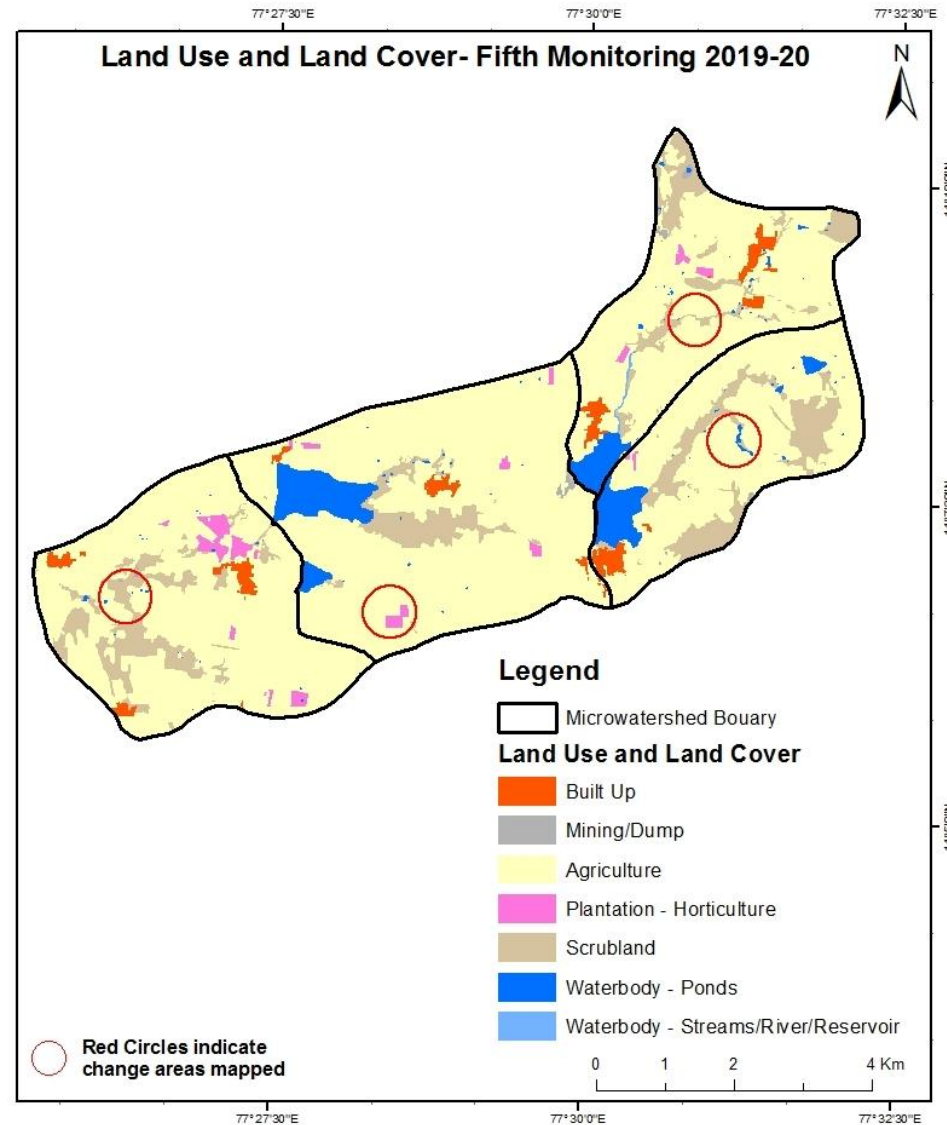 77°27'30"E
77°30'0"E
77°32'30"E
Land Use and Land Cover- Fifth Monitoring 2019-20
N
Legend
Microwatershed Bouary
Land Use and Land Cover
Built Up
Mining/Dump
Agriculture
Plantation - Horticulture
Scrubland
Waterbody - Ponds
Waterbody - Streams/River/Reservoir
Red Circles indicate
change areas mapped
0 1 2 4 Km
77°27'30"E
77°30'0"E
77°32'30"E